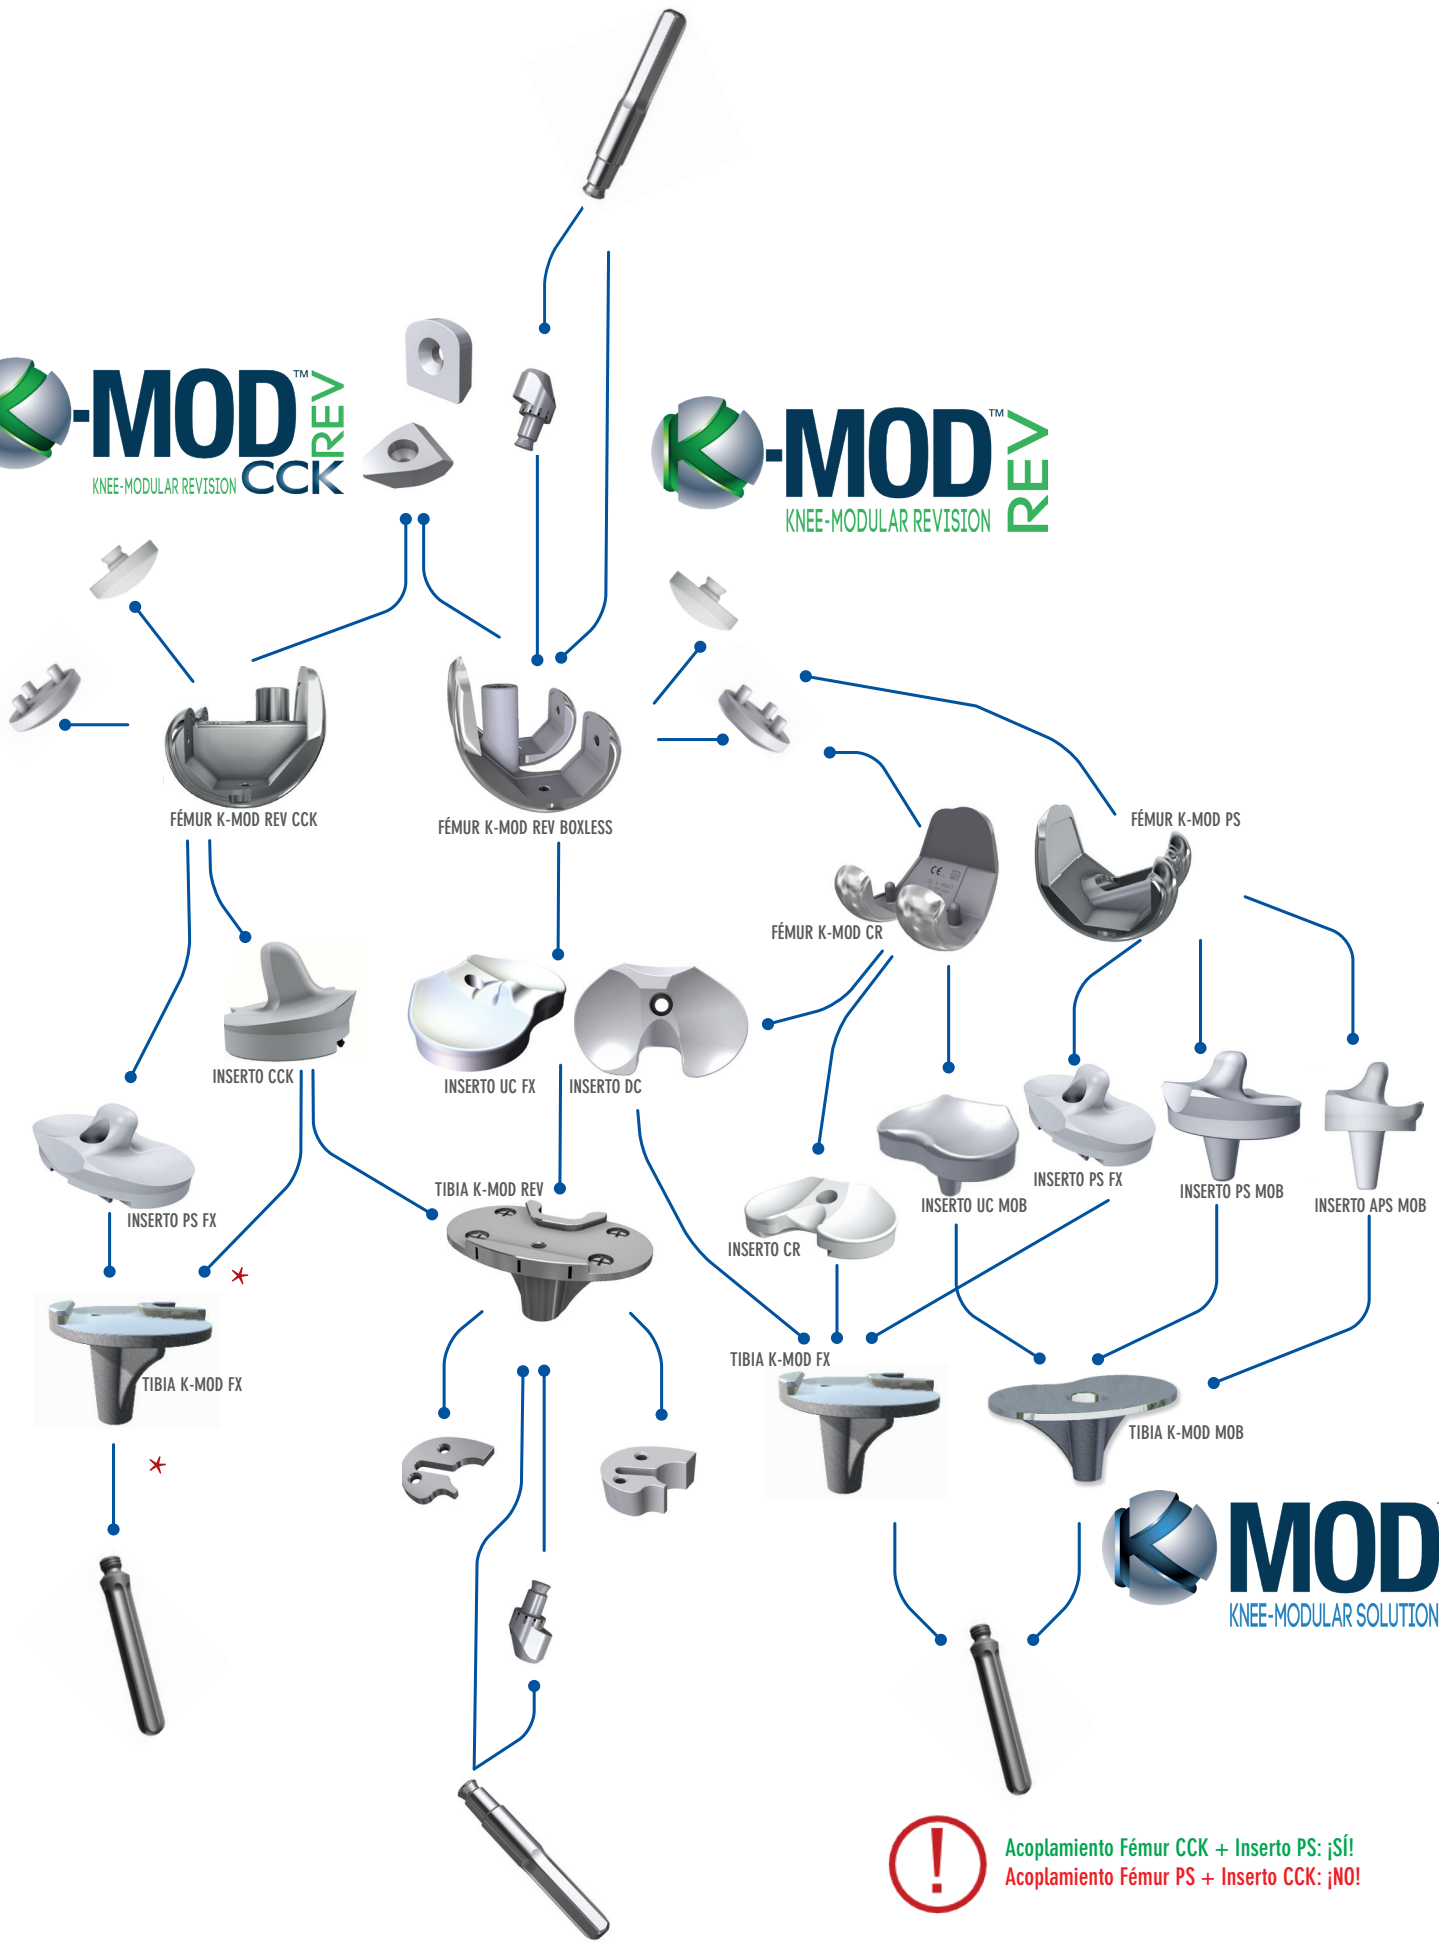 K-MOD™ REV
CCK
KNEE-MODULAR REVISION
K-MOD™ REV
KNEE-MODULAR REVISION
FÉMUR K-MOD REV CCK
FÉMUR K-MOD REV BOXLESS
FÉMUR K-MOD PS
FÉMUR K-MOD CR
INSERTO CCK
INSERTO UC FX
INSERTO DC
INSERTO PS FX
INSERTO PS MOB
INSERTO APS MOB
INSERTO UC MOB
TIBIA K-MOD REV
INSERTO PS FX
INSERTO CR
*
TIBIA K-MOD FX
TIBIA K-MOD FX
TIBIA K-MOD MOB
*
K MOD
KNEE-MODULAR SOLUTION
!
Acoplamiento Fémur CCK + Inserto PS: ¡SÍ!
Acoplamiento Fémur PS + Inserto CCK: ¡NO!